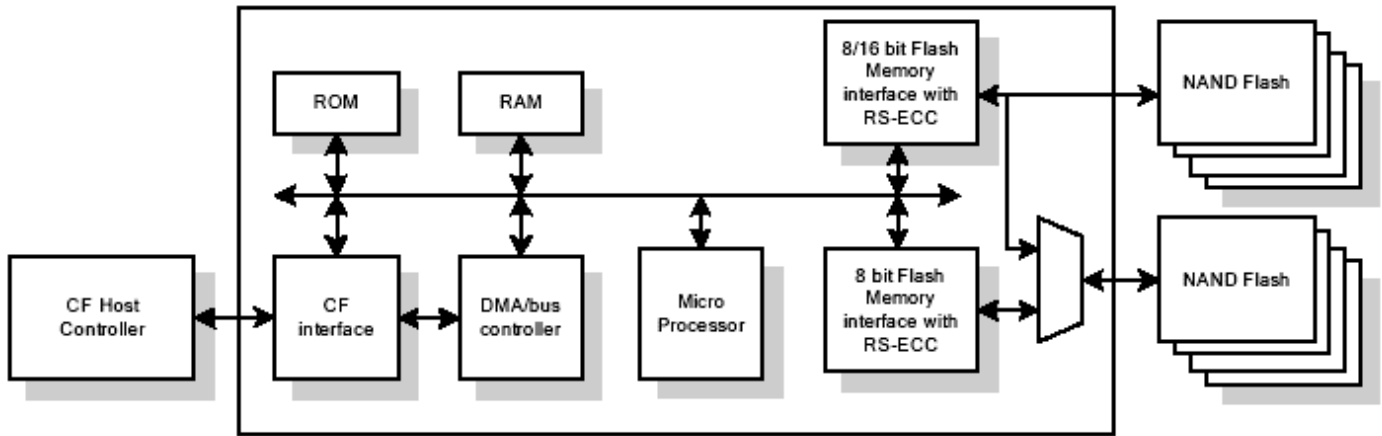 ROM
RAM
8/16 bit Flash
Memory
interface with
RS-ECC
NAND Flash
CF Host
Controller
CF
interface
DMA/bus
controller
Micro
Processor
8 bit Flash
Memory
interface with
RS-ECC
NAND Flash